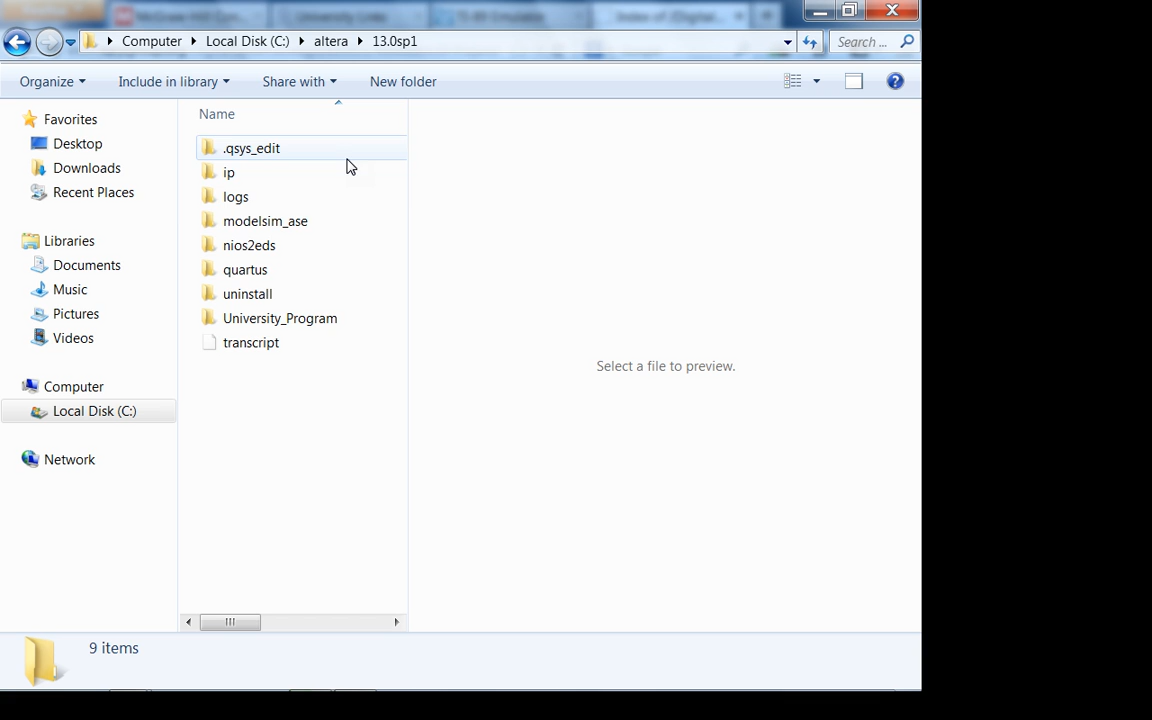 Computer Local Disk (C:) altera 13.0sp1 Search ...
Organize Include in library Share with New folder
Name
Favorites
Desktop
Downloads
Recent Places
Libraries
Documents
Music
Pictures
Videos
Computer
Local Disk (C:)
Network
.qsys_edit
ip
logs
modelsim_ase
nios2eds
quartus
uninstall
University_Program
transcript
Select a file to preview.
9 items